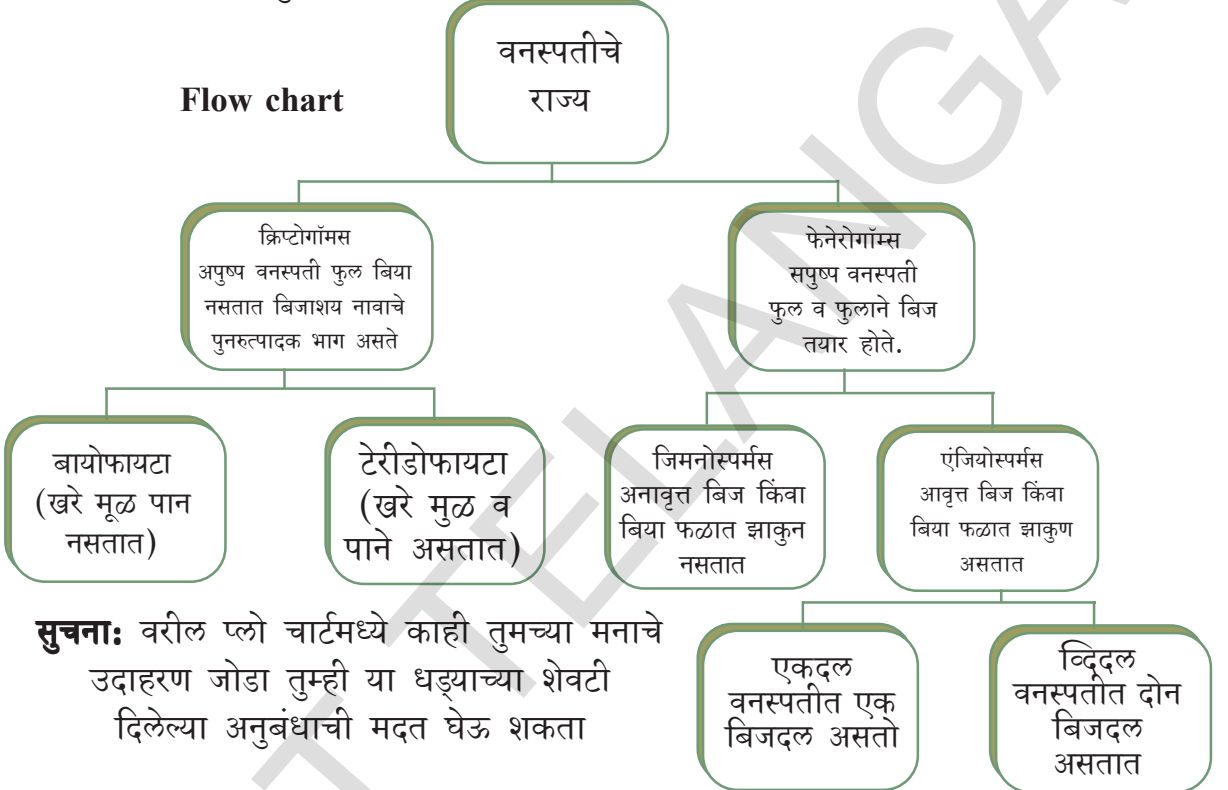 वनस्पतीचे
राज्य
Flow chart
क्रिप्टोगॉमस
अपुष्प वनस्पती फुल बिया
नसतात बिजाशय नावाचे
पुनरुत्पादक भाग असते
फेनेरोगॉम्स
सपुष्प वनस्पती
फुल व फुलाने बिज
तयार होते.
बायोफायटा
(खरे मूळ पान
नसतात)
टेरीडोफायटा
(खरे मुळ व
पाने असतात)
जिमनोस्पर्मस
अनावृत्त बिज किंवा
बिया फळात झाकुन
नसतात
एंजियोस्पर्मस
आवृत्त बिज किंवा
बिया फळात झाकुण
असतात
सुचना: वरील प्लो चार्टमध्ये काही तुमच्या मनाचे
उदाहरण जोडा तुम्ही या धड्याच्या शेवटी
दिलेल्या अनुबंधाची मदत घेऊ शकता
एकदल
वनस्पतीत एक
बिजदल असतो
व्दिदल
वनस्पतीत दोन
बिजदल
असतात